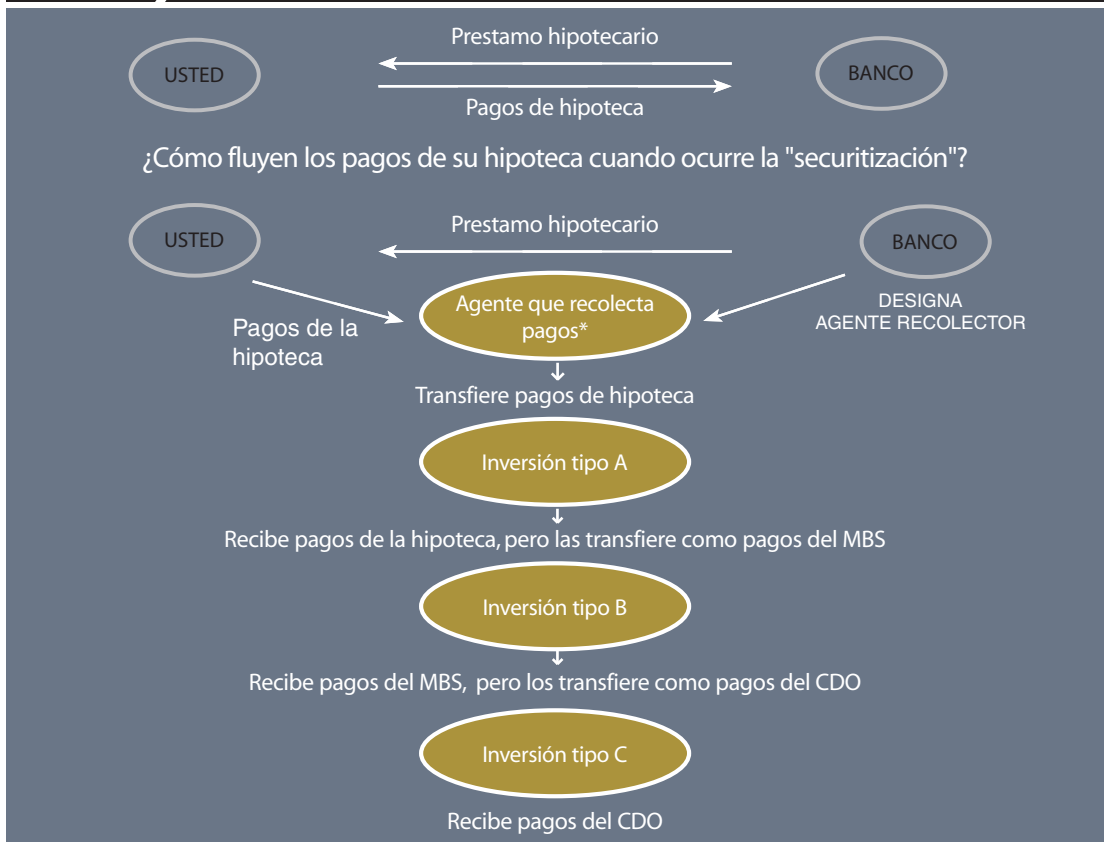 Prestamo hipotecario
USTED
BANCO
Pagos de hipoteca
¿Cómo fluyen los pagos de su hipoteca cuando ocurre la "securitización"?
Prestamo hipotecario
USTED
BANCO
Agente que recolecta
pagos*
DESIGNA
AGENTE RECOLECTOR
Pagos de la
hipoteca
Transfiere pagos de hipoteca
Inversión tipo A
Recibe pagos de la hipoteca, pero las transfiere como pagos del MBS
Inversión tipo B
Recibe pagos del MBS, pero los transfiere como pagos del CDO
Inversión tipo C
Recibe pagos del CDO